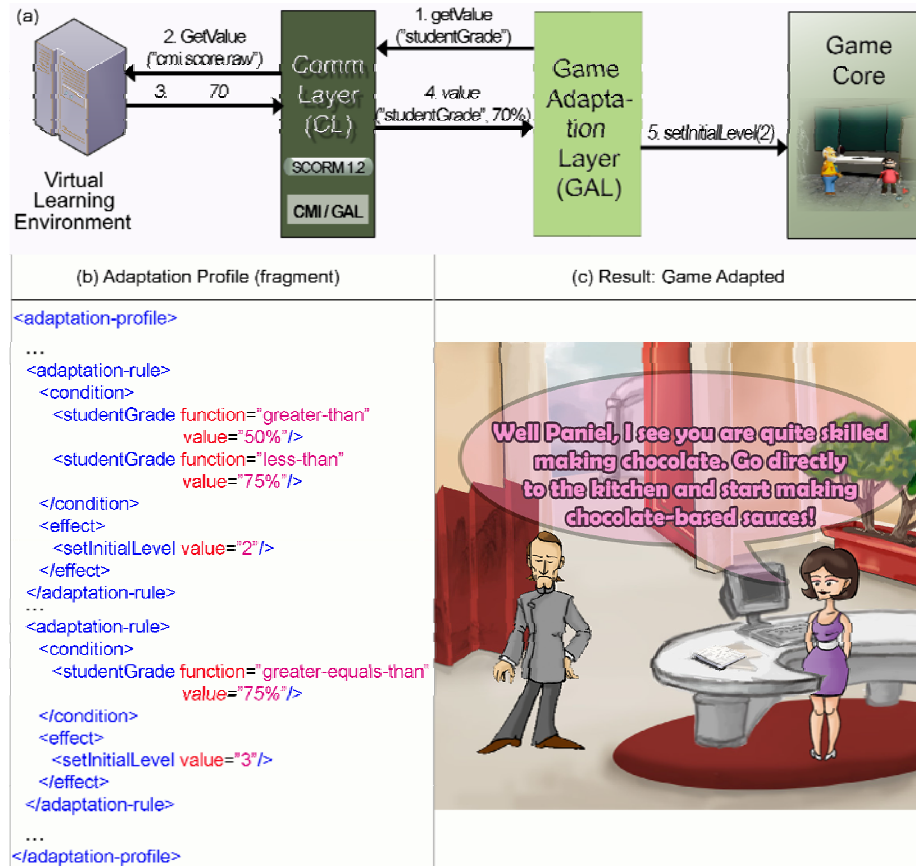 (a)
1. getValue
("studentGrade")
2. GetValue
("cmi.score.raw")
3. 70
Comm
Layer
(CL)
4. value
("studentGrade", 70%)
SCORM 1.2
CMI / GAL
Game
Adapta-
tion
Layer
(GAL)
5. setInitialLevel(2)
Game
Core
Virtual
Learning
Environment
(b) Adaptation Profile (fragment)
<adaptation-profile>
...
<adaptation-rule>
<condition>
<studentGrade function="greater-than"
value="50%"/>
<studentGrade function="less-than"
value="75%"/>
</condition>
<effect>
<setInitialLevel value="2"/>
</effect>
</adaptation-rule>
...
<adaptation-rule>
<condition>
<studentGrade function="greater-equals-than"
value="75%"/>
</condition>
<effect>
<setInitialLevel value="3"/>
</effect>
</adaptation-rule>
...
</adaptation-profile>
(c) Result: Game Adapted
Well Paniel, I see you are quite skilled
making chocolate. Go directly
to the kitchen and start making
chocolate-based sauces!